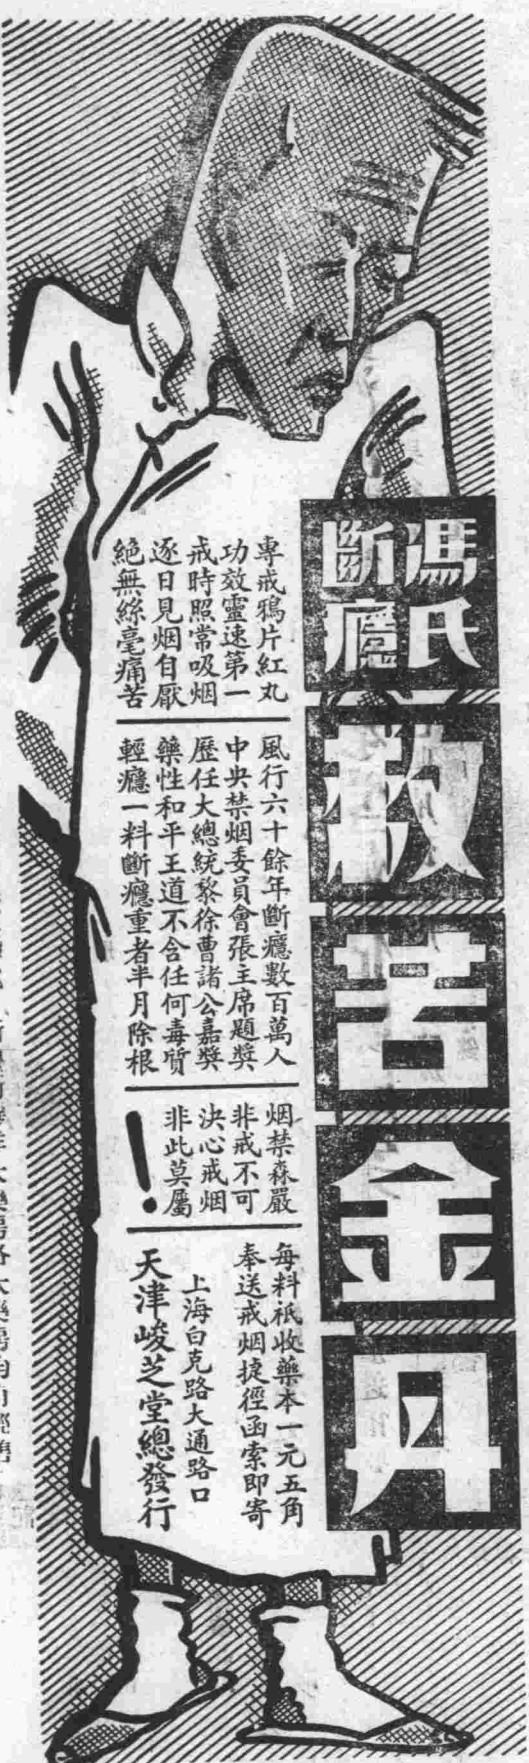 馮氏
斷癮
救苦金丹
專戒鴉片紅丸
功效靈速第一
戒時照常吸烟
逐日見烟自厭
絕無絲毫痛苦
風行六十餘年斷癮數百萬人
中央禁烟委員會張主席題獎
歷任大總統黎徐曹諸公嘉獎
藥性和平王道不含任何毒質
輕癮一料斷癮重者半月除根
烟禁森嚴
非戒不可
決心戒烟
非此莫屬
！
每料祇收藥本一元五角
奉送戒烟捷徑函索即寄
上海白克路大通路口
天津峻芝堂總發行